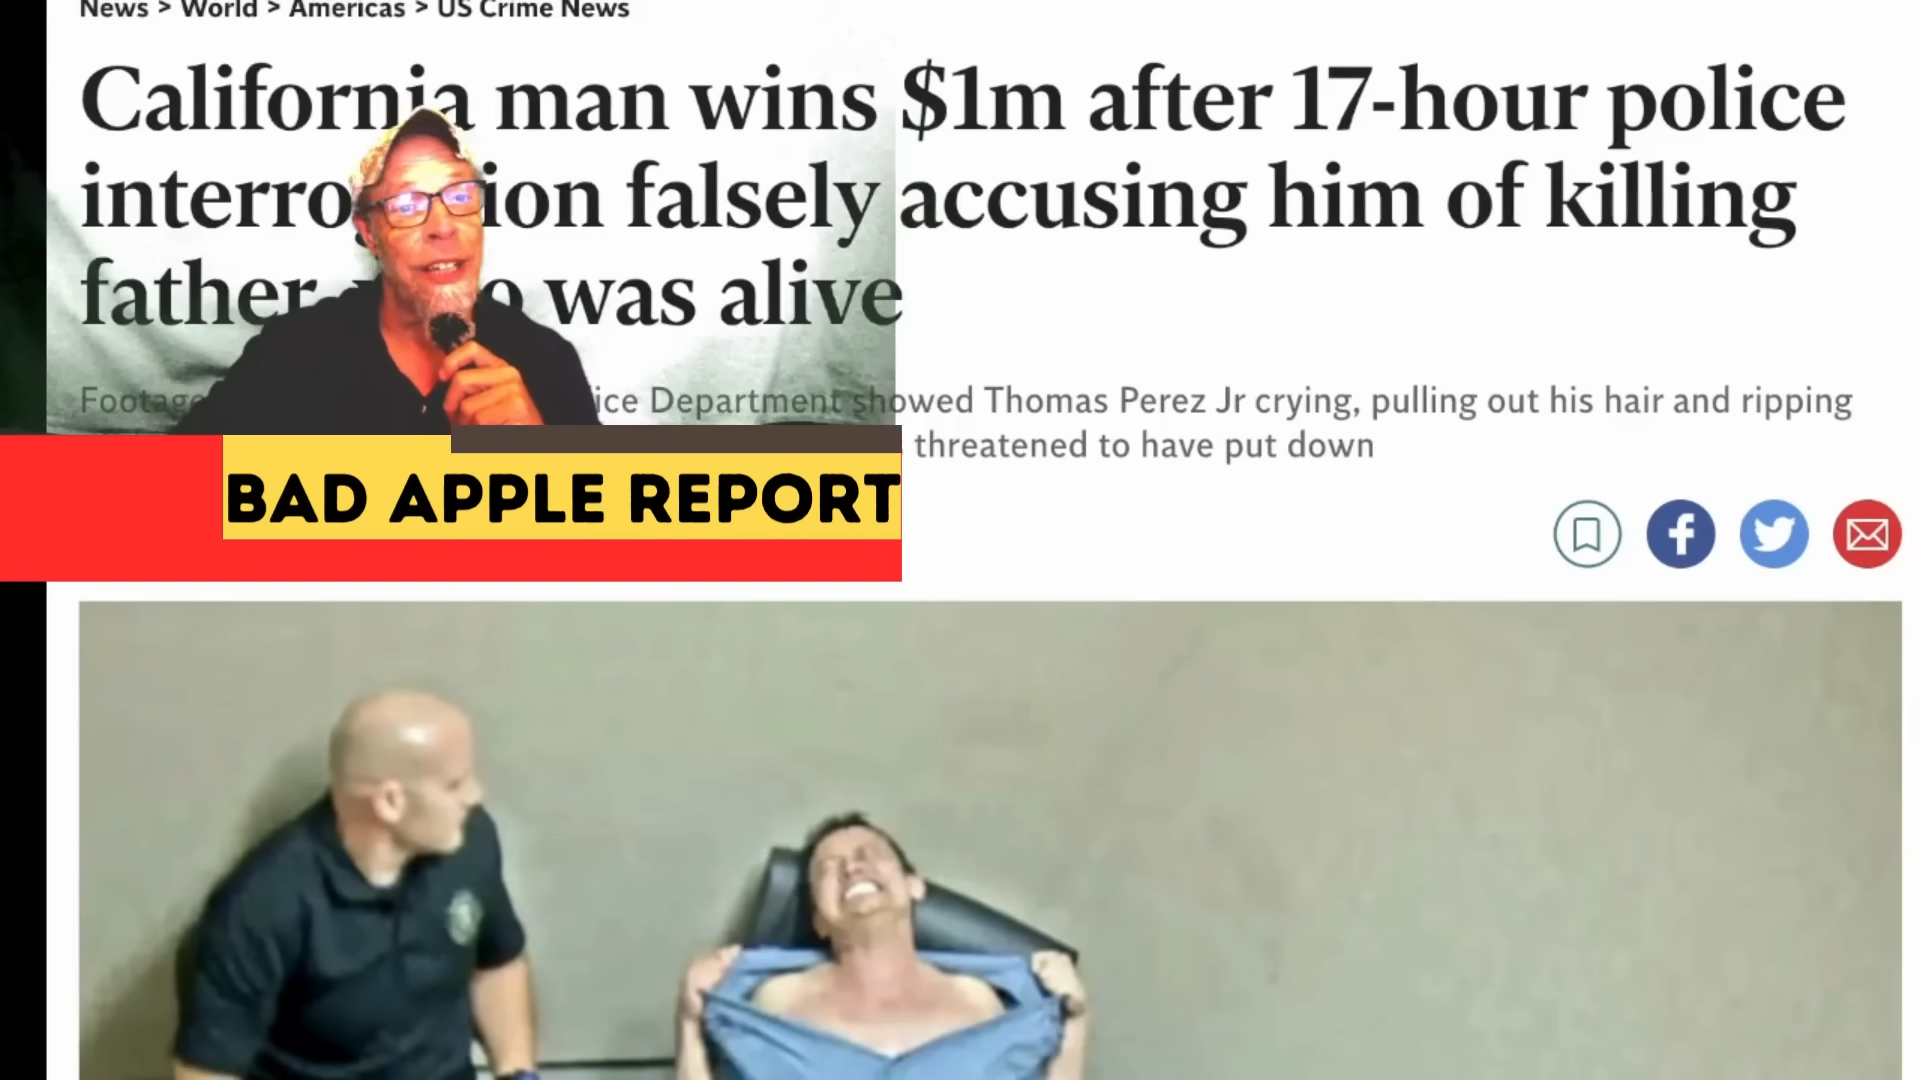 News > World > Americas > US Crime News
California man wins $1m after 17-hour police
ion falsely accusing him of killing
father was alive
Department showed Thomas Perez Jr crying, pulling out his hair and ripping
threatened to have put down
BAD APPLE REPORT